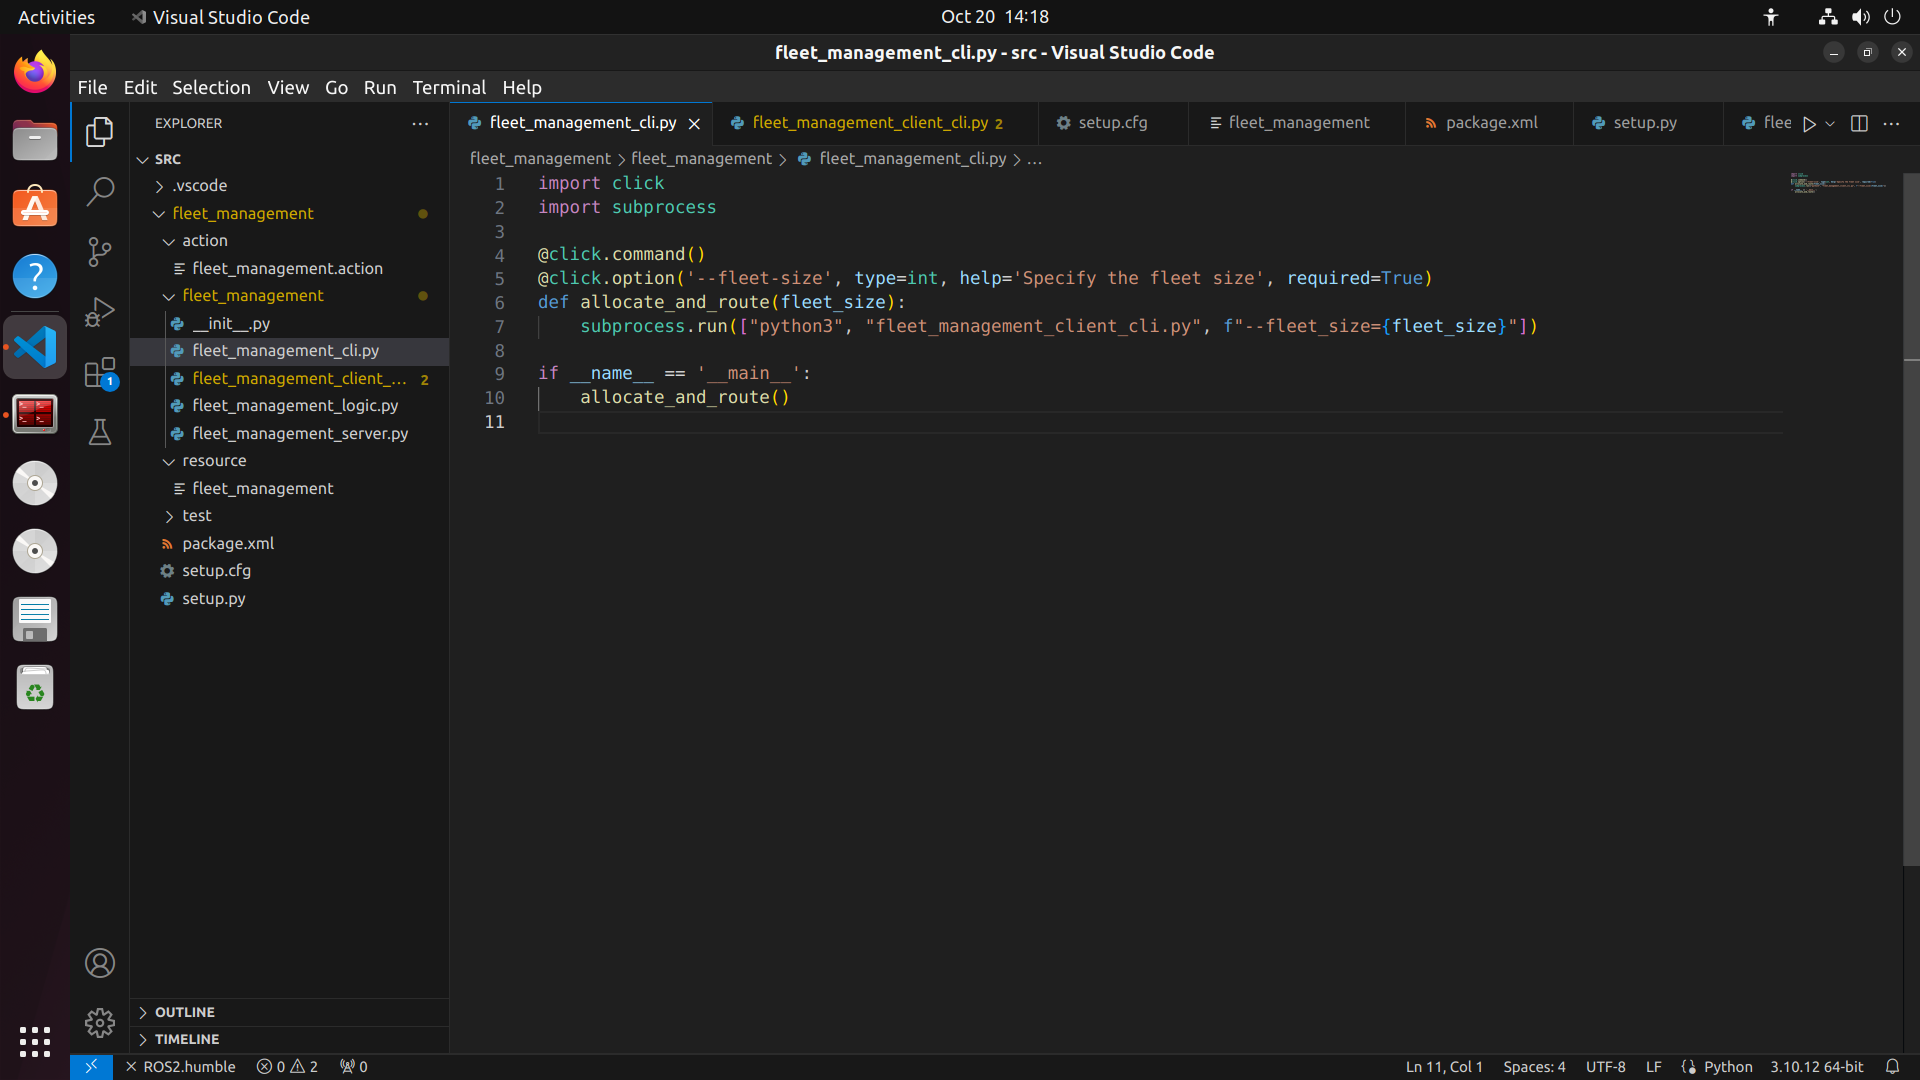 Activities
Visual Studio Code
Oct 20 14:18
fleet_management_cli.py - src - Visual Studio Code
File Edit Selection View Go Run Terminal Help
EXPLORER
SRC
.vscode
fleet_management
action
fleet_management.action
fleet_management
__init__.py
fleet_management_cli.py
fleet_management_client_... 2
fleet_management_logic.py
fleet_management_server.py
resource
fleet_management
test
package.xml
setup.cfg
setup.py
OUTLINE
TIMELINE
1
fleet_management_cli.py
fleet_management_client_cli.py 2
setup.cfg
fleet_management
package.xml
setup.py
flee
fleet_management > fleet_management > fleet_management_cli.py > ...
1 import click
2 import subprocess
3
4 @click.command()
5 @click.option('--fleet-size', type=int, help='Specify the fleet size', required=True)
6 def allocate_and_route(fleet_size):
7 subprocess.run(["python3", "fleet_management_client_cli.py", f"--fleet_size={fleet_size}"])
8
9 if __name__ == '__main__':
10 allocate_and_route()
11
ROS2.humble 0 2 0
Ln 11, Col 1 Spaces: 4 UTF-8 LF Python 3.10.12 64-bit